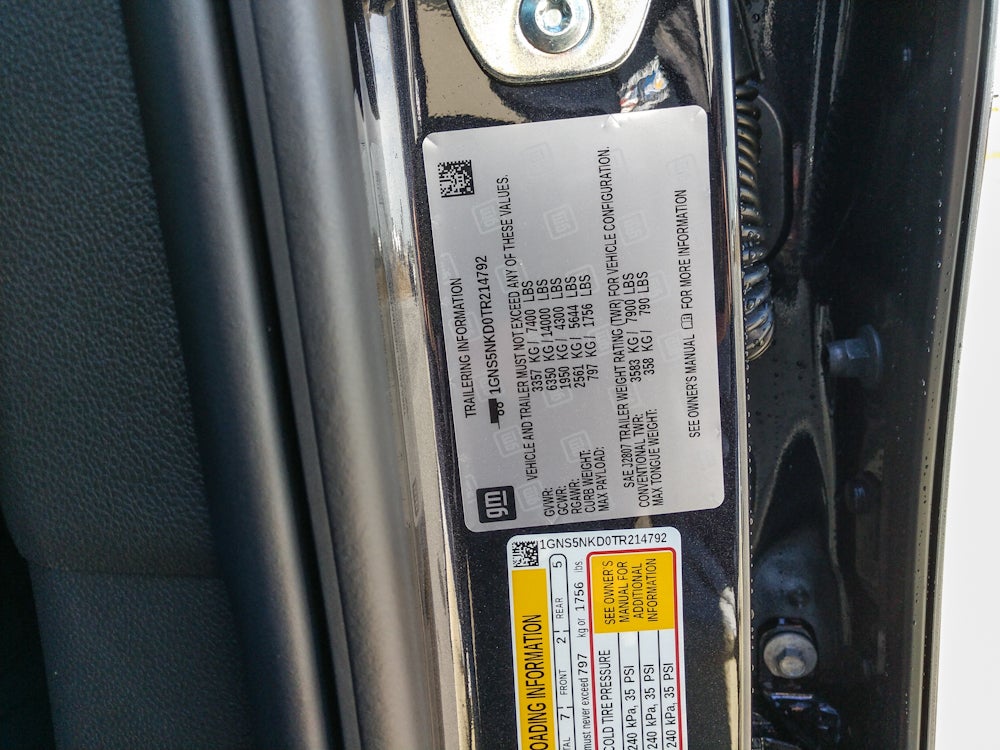 TRAILERING INFORMATION
1GNS5NKD0TR214792
gm
VEHICLE AND TRAILER MUST NOT EXCEED ANY OF THESE VALUES.
GVWR: 3357 KG / 7400 LBS
GCWR: 6350 KG / 14000 LBS
RGAWR: 1950 KG / 4300 LBS
CURB WEIGHT: 2561 KG / 5644 LBS
MAX PAYLOAD: 797 KG / 1756 LBS
SAE J2807 TRAILER WEIGHT RATING (TWR) FOR VEHICLE CONFIGURATION.
CONVENTIONAL TWR: 3583 KG / 7900 LBS
MAX TONGUE WEIGHT: 358 KG / 790 LBS
SEE OWNER'S MANUAL FOR MORE INFORMATION
1GNS5NKD0TR214792
OADING INFORMATION
TAL 7 FRONT 2 REAR 5
must never exceed 797 kg or 1756 lbs.
COLD TIRE PRESSURE
240 kPa, 35 PSI
240 kPa, 35 PSI
240 kPa, 35 PSI
SEE OWNER'S
MANUAL FOR
ADDITIONAL
INFORMATION